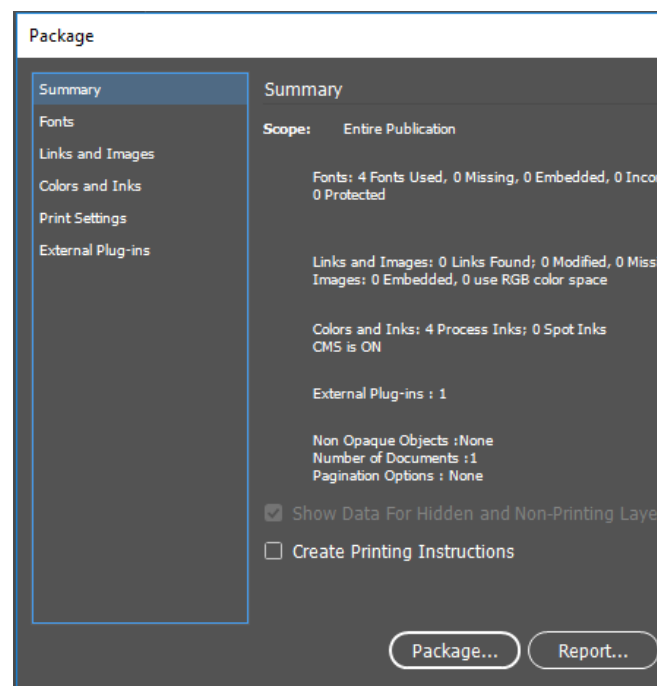 Package
Summary
Fonts
Links and Images
Colors and Inks
Print Settings
External Plug-ins
Summary
Scope: Entire Publication
Fonts: 4 Fonts Used, 0 Missing, 0 Embedded, 0 Inco
0 Protected
Links and Images: 0 Links Found; 0 Modified, 0 Miss
Images: 0 Embedded, 0 use RGB color space
Colors and Inks: 4 Process Inks; 0 Spot Inks
CMS is ON
External Plug-ins : 1
Non Opaque Objects :None
Number of Documents :1
Pagination Options : None
Show Data For Hidden and Non-Printing Laye
Create Printing Instructions
Package... Report...